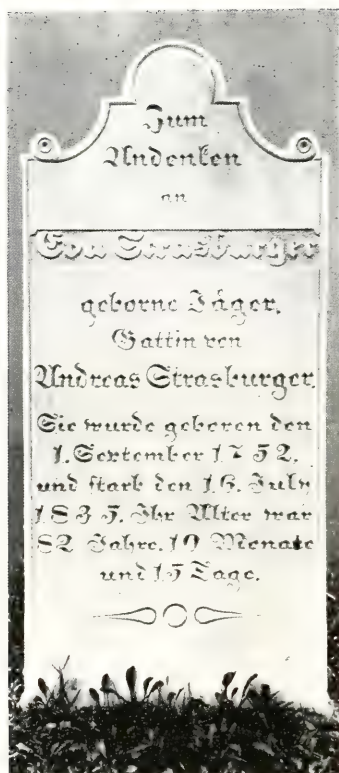 Zum
Andenken
an
Eva Strasburger
geborne Jäger,
Gattin von
Andreas Strasburger.
Sie wurde geboren den
1. September 1752,
und starb den 16. July
1835. Ihr Alter war
82 Jahre, 10 Monate
und 15 Tage.